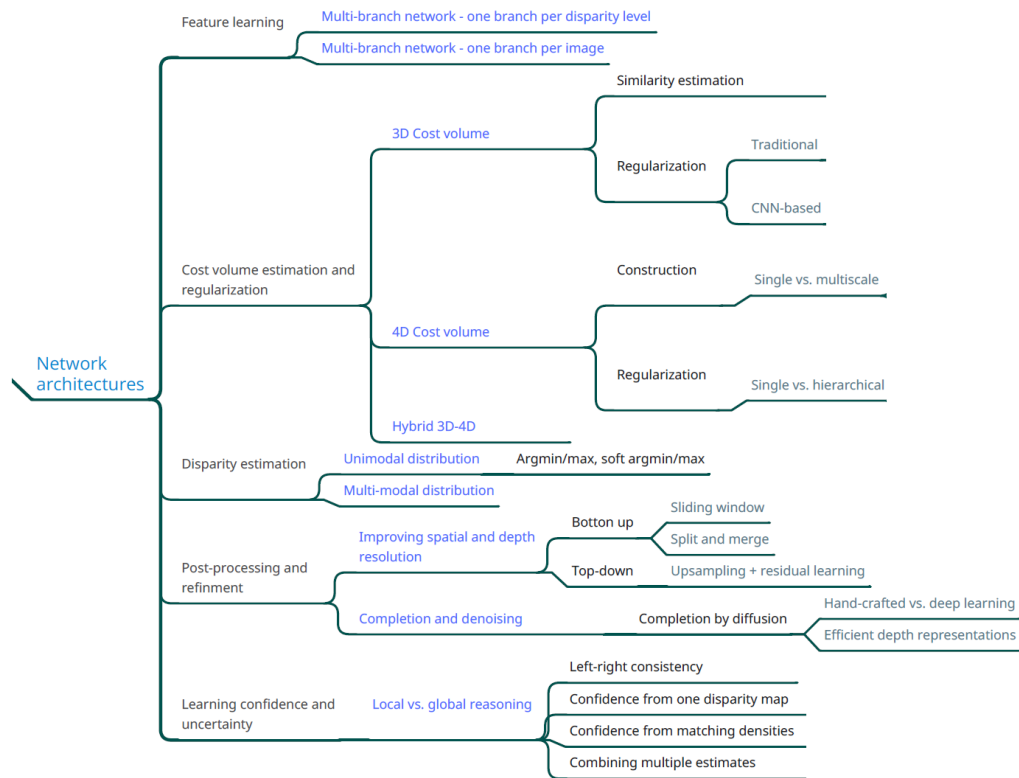 Feature learning
Multi-branch network - one branch per disparity level
Multi-branch network - one branch per image
Similarity estimation
3D Cost volume
Traditional
Regularization
CNN-based
Cost volume estimation and
regularization
Construction
Single vs. multiscale
4D Cost volume
Regularization
Single vs. hierarchical
Network
architectures
Hybrid 3D-4D
Disparity estimation
Unimodal distribution
Argmin/max, soft argmin/max
Multi-modal distribution
Post-processing and
refinment
Improving spatial and depth
resolution
Botton up
Sliding window
Split and merge
Top-down
Upsampling + residual learning
Completion and denoising
Completion by diffusion
Hand-crafted vs. deep learning
Efficient depth representations
Learning confidence and
uncertainty
Local vs. global reasoning
Left-right consistency
Confidence from one disparity map
Confidence from matching densities
Combining multiple estimates